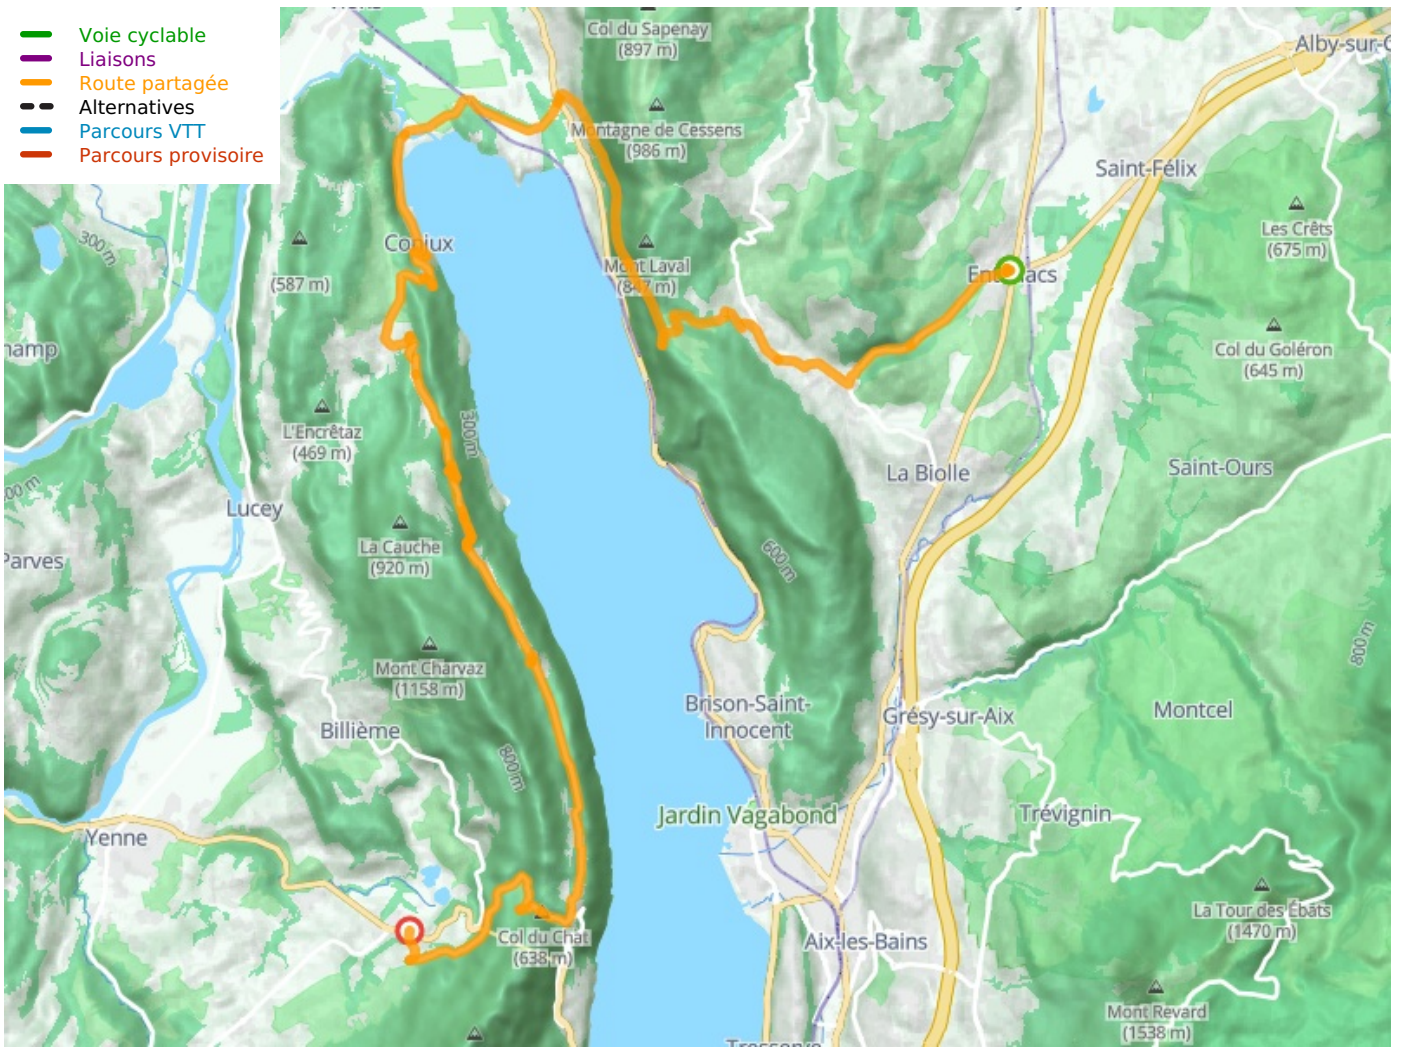 Voie cyclable
Liaisons
Route partagée
Alternatives
Parcours VTT
Parcours provisoire
Col du Sapenay
(897 m)
Alby-sur-C
Montagne de Cessens
(986 m)
Saint-Félix
300 m
Les Crêts
(675 m)
Conjux
Mont Laval
(847 m)
(587 m)
Col du Goléron
(645 m)
L'Encrêtaz
(469 m)
300 m
La Biolle
Saint-Ours
Lucey
La Cauche
(920 m)
Parves
600 m
800 m
Mont Charvaz
(1158 m)
Brison-Saint-
Innocent
Grésy-sur-Aix
Montcel
Billième
800 m
Jardin Vagabond
Trévignin
Yenne
La Tour des Ébats
(1470 m)
Col du Chat
(638 m)
Aix-les-Bains
Mont Revard
(1538 m)